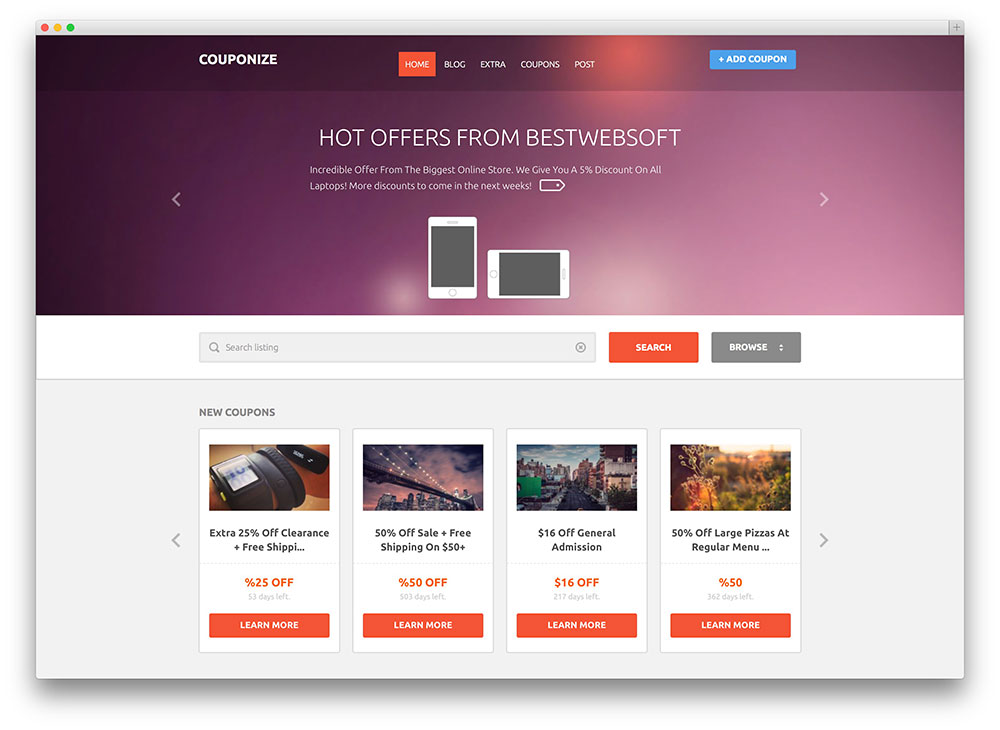 COUPONIZE
HOME BLOG EXTRA COUPONS POST
+ ADD COUPON
HOT OFFERS FROM BESTWEBSOFT
Incredible Offer From The Biggest Online Store. We Give You A 5% Discount On All
Laptops! More discounts to come in the next weeks!
Search listing
SEARCH
BROWSE
NEW COUPONS
Extra 25% Off Clearance
+ Free Shippi...
%25 OFF
53 days left.
LEARN MORE
50% Off Sale + Free
Shipping On $50+
%50 OFF
503 days left.
LEARN MORE
$16 Off General
Admission
$16 OFF
217 days left.
LEARN MORE
50% Off Large Pizzas At
Regular Menu ...
%50
362 days left.
LEARN MORE